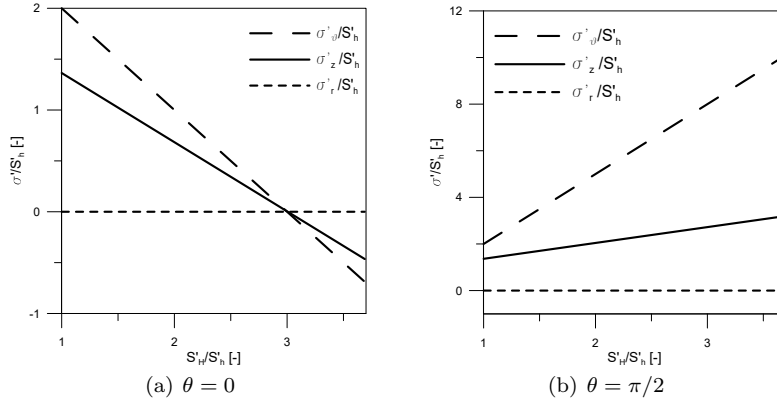 2
1
0
-1
σ'/S'h [-]
σ'ϑ/S'h
σ'z/S'h
σ'r/S'h
1
2
3
S'H/S'h [-]
(a) θ = 0
12
8
4
0
σ'/S'h [-]
σ'ϑ/S'h
σ'z/S'h
σ'r/S'h
1
2
3
S'H/S'h [-]
(b) θ = π/2